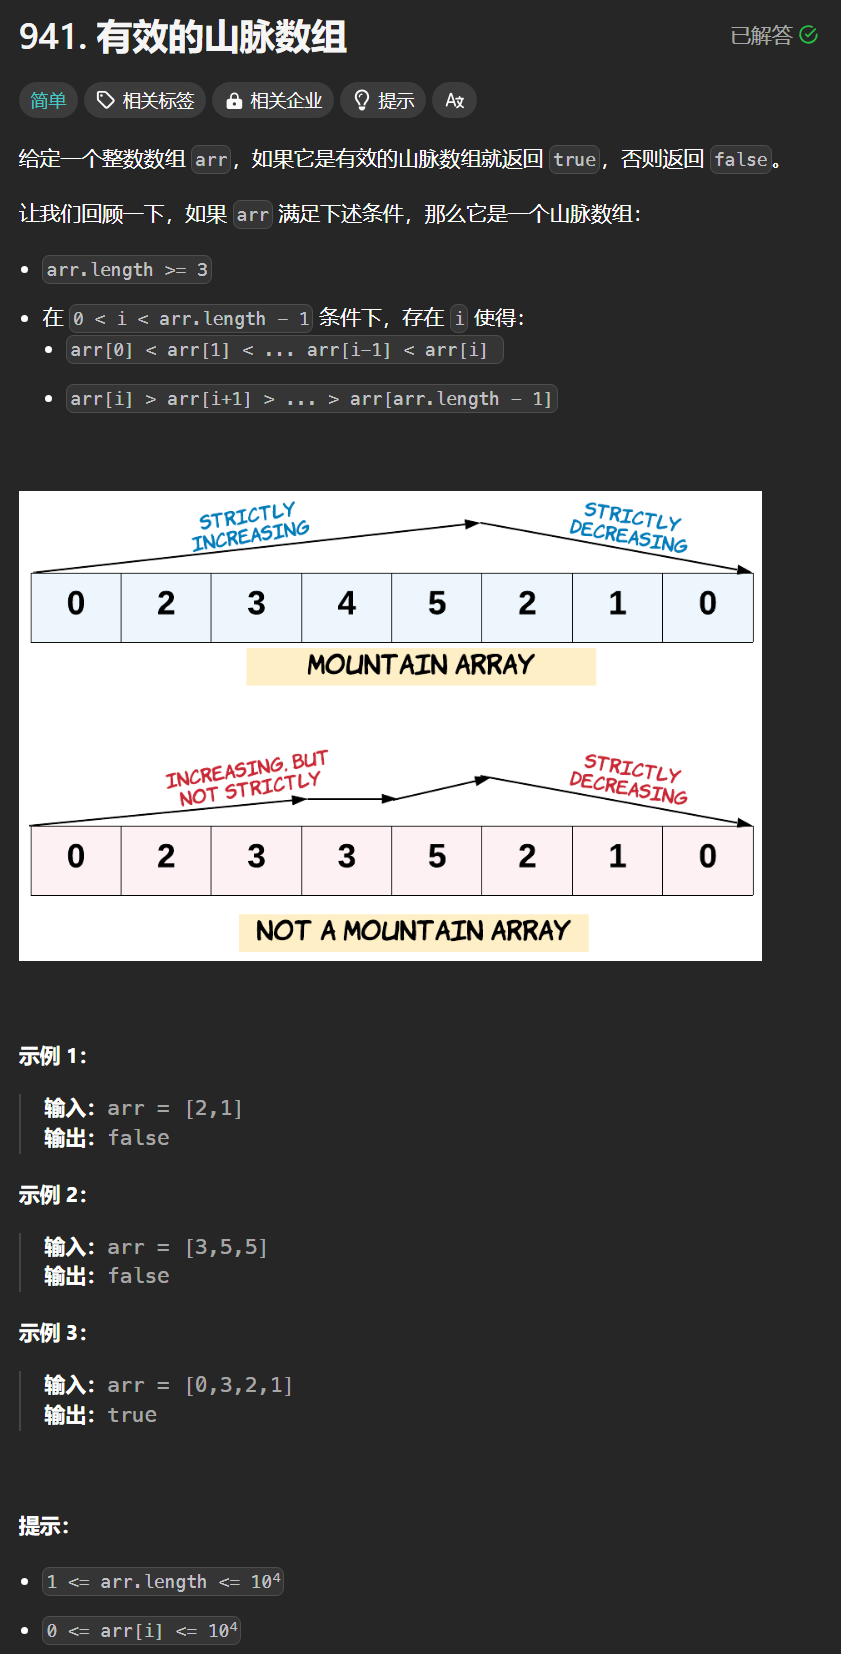 941. 有效的山脉数组
已解答
简单
相关标签
相关企业
提示
给定一个整数数组 arr，如果它是有效的山脉数组就返回 true，否则返回 false。
让我们回顾一下，如果 arr 满足下述条件，那么它是一个山脉数组：
• arr.length >= 3
• 在 0 < i < arr.length - 1 条件下，存在 i 使得：
• arr[0] < arr[1] < ... arr[i-1] < arr[i]
• arr[i] > arr[i+1] > ... > arr[arr.length - 1]
STRICTLY
INCREASING
STRICTLY
DECREASING
0 2 3 4 5 2 1 0
MOUNTAIN ARRAY
INCREASING, BUT
NOT STRICTLY
STRICTLY
DECREASING
0 2 3 3 5 2 1 0
NOT A MOUNTAIN ARRAY
示例 1：
输入：arr = [2,1]
输出：false
示例 2：
输入：arr = [3,5,5]
输出：false
示例 3：
输入：arr = [0,3,2,1]
输出：true
提示：
• 1 <= arr.length <= 10⁴
• 0 <= arr[i] <= 10⁴